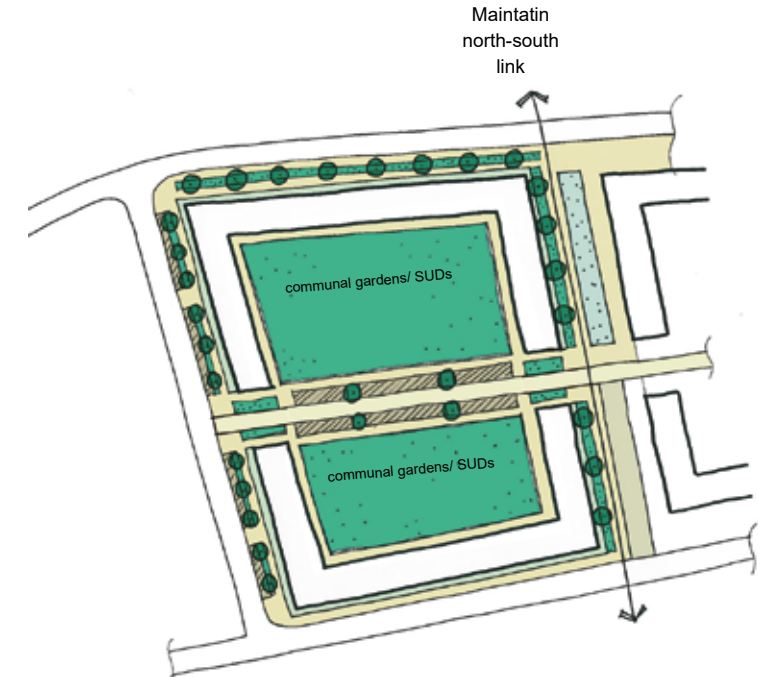 Maintatin
north-south
link
communal gardens/ SUDs
communal gardens/ SUDs